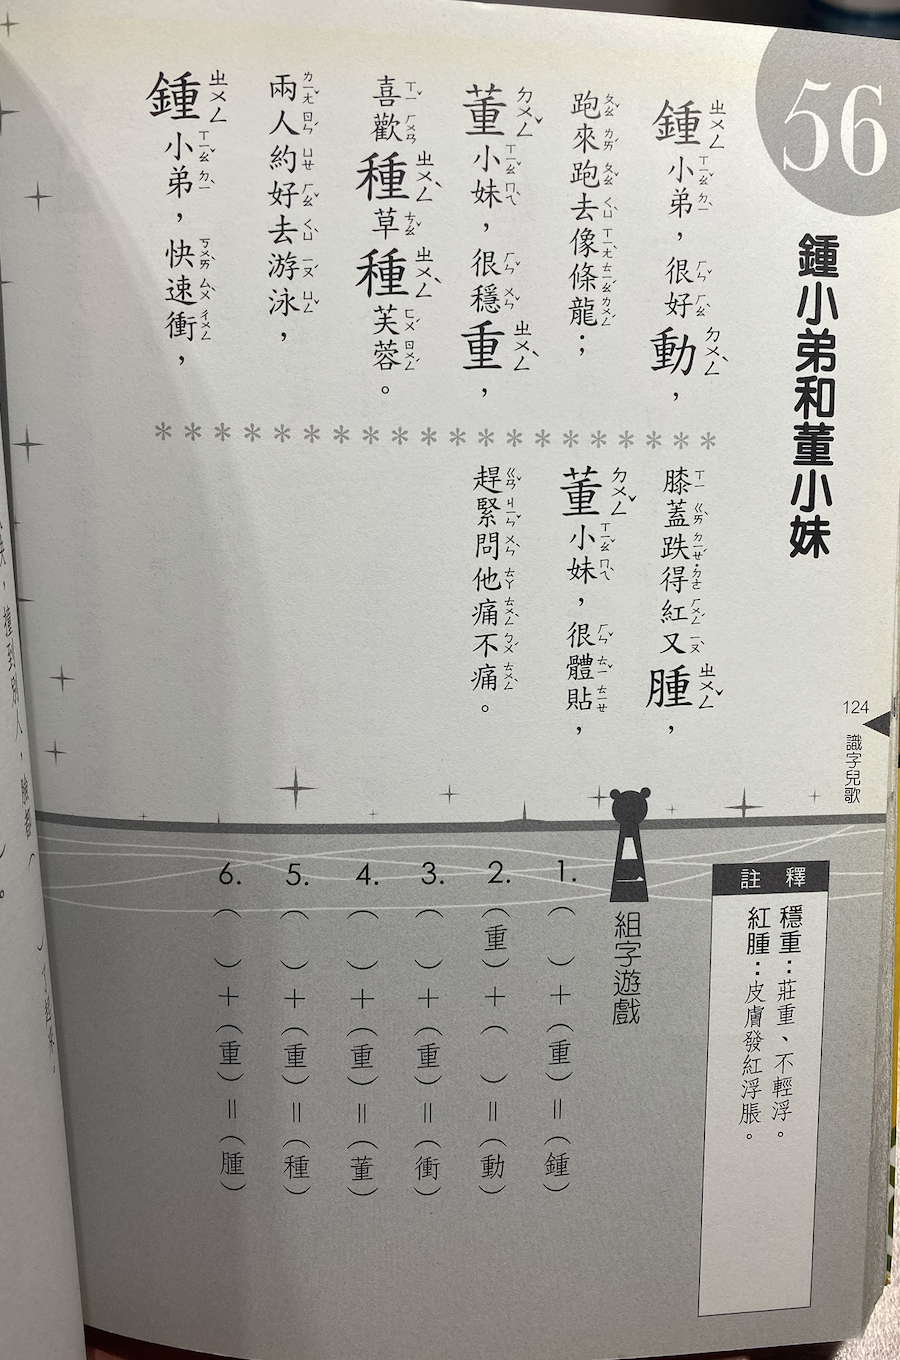 56
鍾小弟和董小妹
124
識字兒歌
鍾小弟，很好動，
跑來跑去像條龍；
董小妹，很穩重，
喜歡種草種芙蓉。
兩人約好去游泳，
鍾小弟，快速衝，
＊＊＊＊＊＊＊＊＊＊＊＊＊＊＊＊＊＊＊＊
膝蓋跌得紅又腫，
董小妹，很體貼，
趕緊問他痛不痛。
註釋
穩重：莊重、不輕浮。
紅腫：皮膚發紅浮脹。
一 組字遊戲
1. （ ）＋（重）＝（鍾）
2. （重）＋（ ）＝（動）
3. （ ）＋（重）＝（衝）
4. （ ）＋（重）＝（董）
5. （ ）＋（重）＝（種）
6. （ ）＋（重）＝（腫）
，撞到別人，臉都（